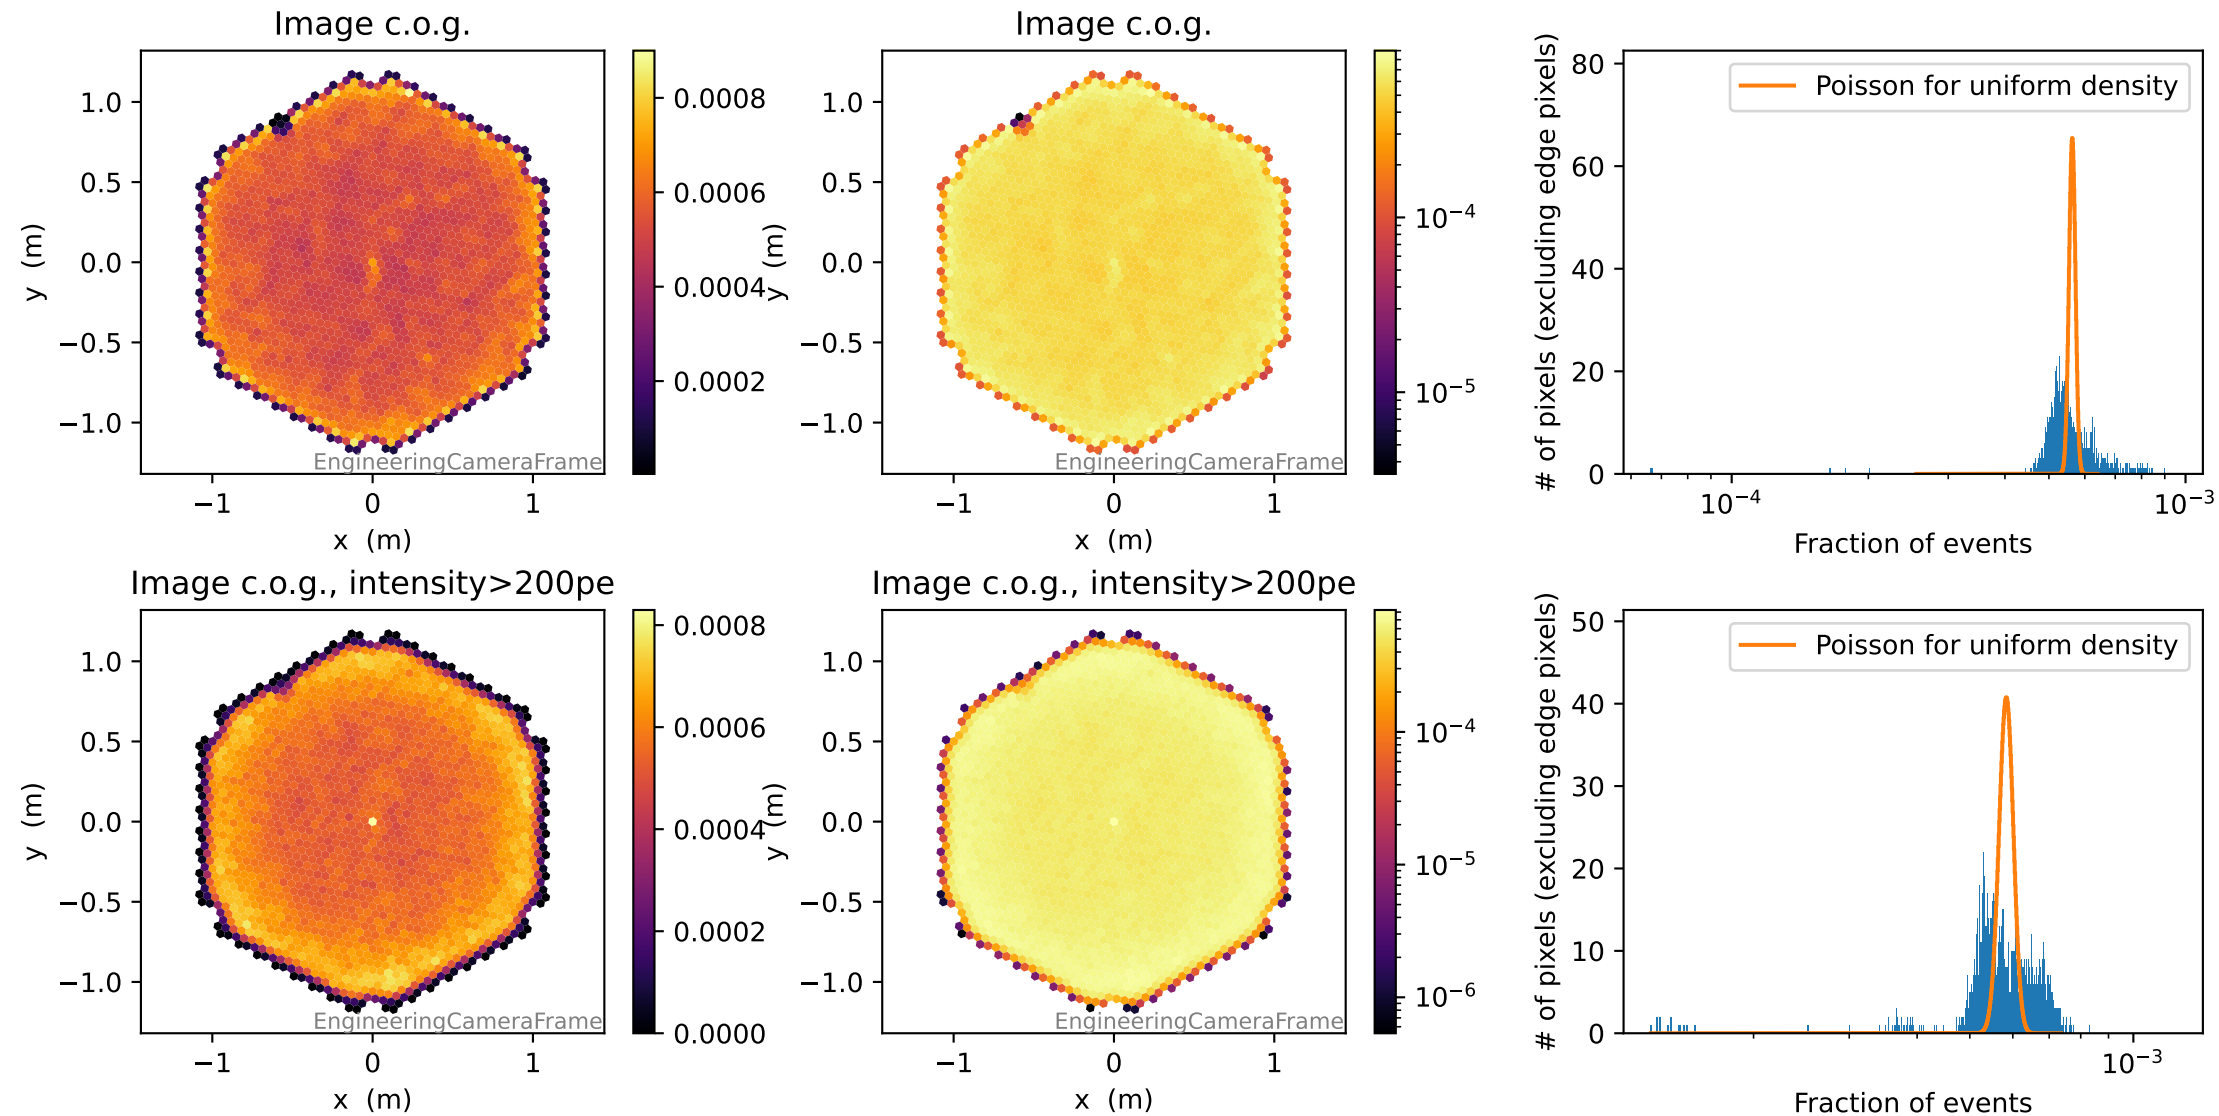 Image c.o.g.
y (m)
1.0
0.5
0.0
−0.5
−1.0
−1 0 1
x (m)
EngineeringCameraFrame
0.0008
0.0006
0.0004
0.0002
Image c.o.g.
y (m)
1.0
0.5
0.0
−0.5
−1.0
−1 0 1
x (m)
EngineeringCameraFrame
10−4
10−5
# of pixels (excluding edge pixels)
80
60
40
20
0
Poisson for uniform density
10−4 10−3
Fraction of events
Image c.o.g., intensity>200pe
y (m)
1.0
0.5
0.0
−0.5
−1.0
−1 0 1
x (m)
EngineeringCameraFrame
0.0008
0.0006
0.0004
0.0002
0.0000
Image c.o.g., intensity>200pe
y (m)
1.0
0.5
0.0
−0.5
−1.0
−1 0 1
x (m)
EngineeringCameraFrame
10−4
10−5
10−6
# of pixels (excluding edge pixels)
50
40
30
20
10
0
Poisson for uniform density
10−3
Fraction of events